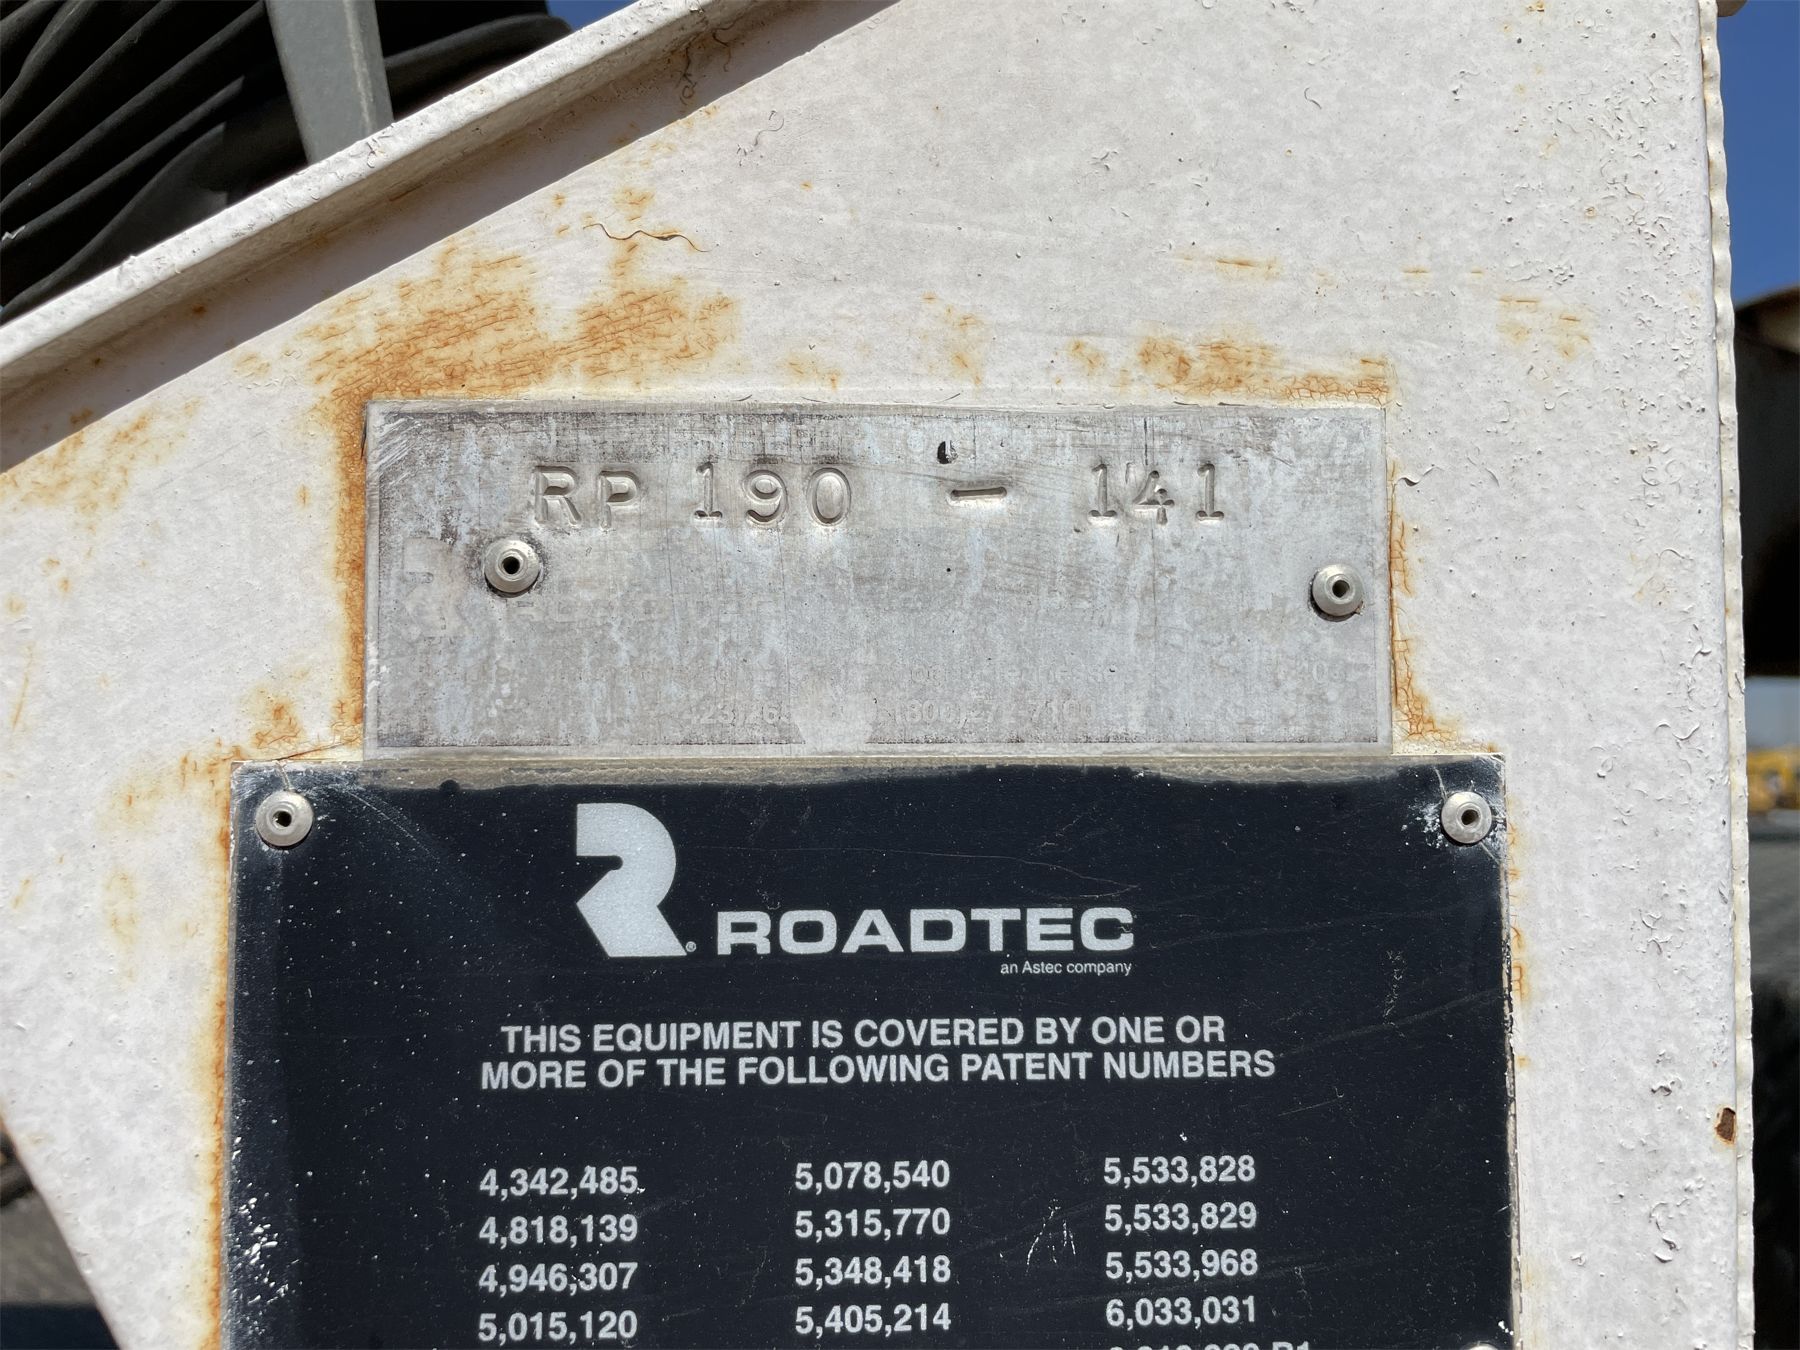 RP 190 - 141
ROADTEC
ROADTEC
an Astec company
THIS EQUIPMENT IS COVERED BY ONE OR
MORE OF THE FOLLOWING PATENT NUMBERS
4,342,485 5,078,540 5,533,828
4,818,139 5,315,770 5,533,829
4,946,307 5,348,418 5,533,968
5,015,120 5,405,214 6,033,031